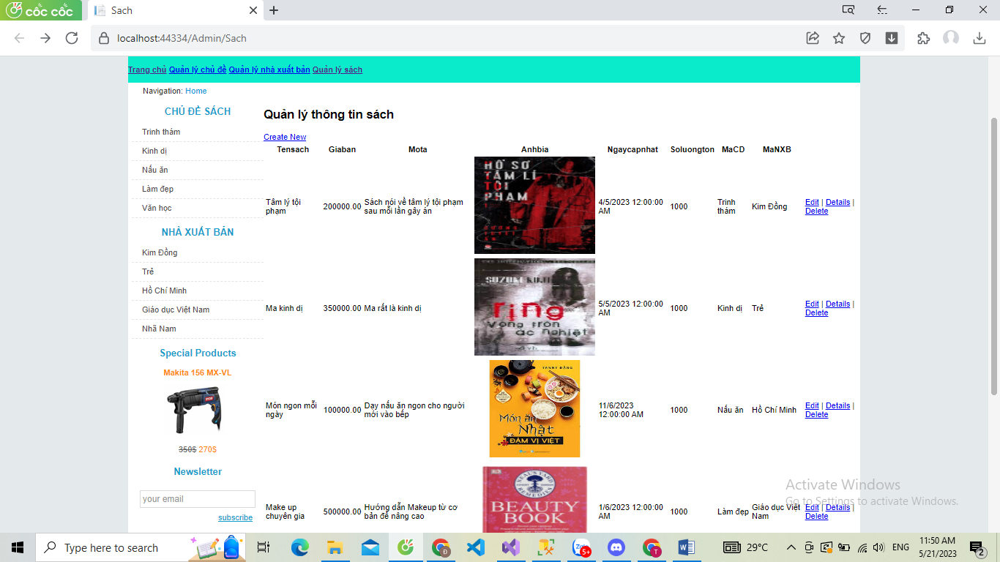 cốc cốc
Sach
localhost:44334/Admin/Sach
Trang chủ Quản lý chủ đề Quản lý nhà xuất bản Quản lý sách
Navigation: Home
CHỦ ĐỀ SÁCH
Trinh thám
Kinh dị
Nấu ăn
Làm đẹp
Văn học
NHÀ XUẤT BẢN
Kim Đồng
Trẻ
Hồ Chí Minh
Giáo dục Việt Nam
Nhã Nam
Special Products
Makita 156 MX-VL
350$ 270$
Newsletter
your email
subscribe
Quản lý thông tin sách
Create New
Tensach Giaban Mota Anhbia Ngaycapnhat Soluongton MaCD MaNXB
HỒ SƠ
TÂM LÍ
TỘI
PHẠM
Tâm lý tội
phạm
200000.00
Sách nói về tâm lý tội phạm
sau mỗi lần gây án
4/5/2023 12:00:00
AM
1000
Trinh
thám
Kim Đồng
Edit | Details |
Delete
SUZUKI KOJI
ring
vòng tròn
ác nghiệt
Ma kinh dị
350000.00
Ma rất là kinh dị
5/5/2023 12:00:00
AM
1000
Kinh dị
Trẻ
Edit | Details |
Delete
VANNY ĐẶNG
Món ăn
Nhật
ĐẬM VỊ VIỆT
Món ngon mỗi
ngày
100000.00
Dạy nấu ăn ngon cho người
mới vào bếp
11/6/2023
12:00:00 AM
1000
Nấu ăn
Hồ Chí Minh
Edit | Details |
Delete
DK
NEAL'S YARD
REMEDIES
BEAUTY
BOOK
Make up
chuyên gia
500000.00
Hướng dẫn Makeup từ cơ
bản đế nâng cao
1/6/2023 12:00:00
AM
1000
Làm đẹp
Giáo dục Việt
Nam
Edit | Details |
Delete
Activate Windows
Go to Settings to activate Windows.
Type here to search
Zalo
5+
Đ
T
29°C
ENG
11:50 AM
5/21/2023
2